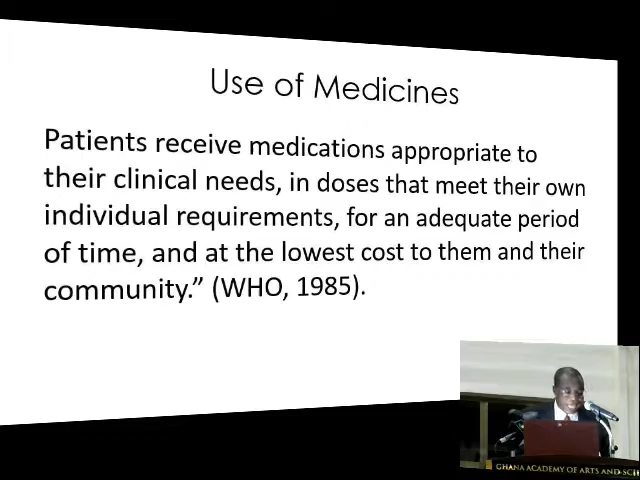 Use of Medicines
Patients receive medications appropriate to
their clinical needs, in doses that meet their own
individual requirements, for an adequate period
of time, and at the lowest cost to them and their
community.” (WHO, 1985).
GHANA ACADEMY OF ARTS AND SCI